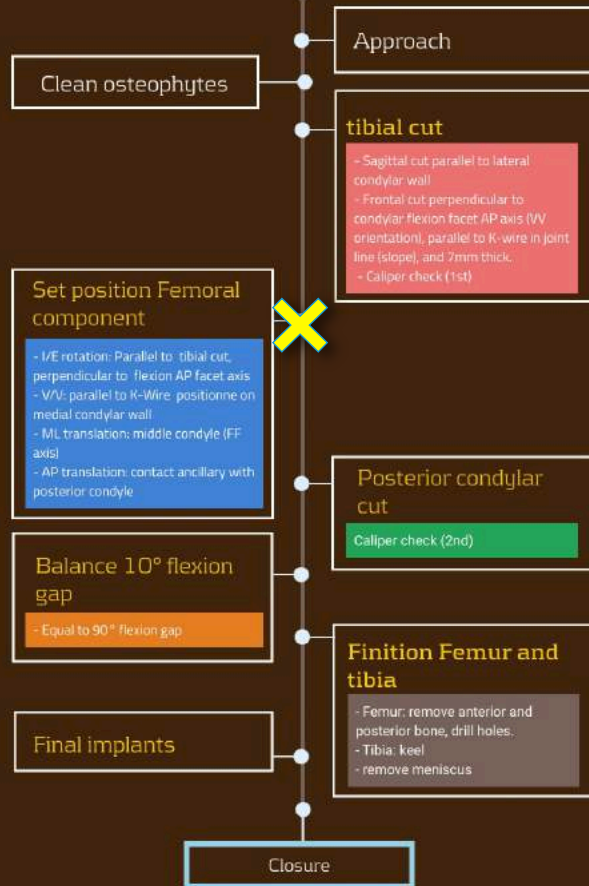 Approach
Clean osteophytes
tibial cut
- Sagittal cut parallel to lateral
condylar wall
- Frontal cut perpendicular to
condylar flexion facet AP axis (VV
orientation), parallel to K-wire in joint
line (slope), and 7mm thick.
- Caliper check (1st)
Set position Femoral
component
- I/E rotation: Parallel to tibial cut,
perpendicular to flexion AP facet axis
- V/V: parallel to K-Wire positionne on
medial condylar wall
- ML translation: middle condyle (FF
axis)
- AP translation: contact ancillary with
posterior condyle
Posterior condylar
cut
Caliper check (2nd)
Balance 10° flexion
gap
- Equal to 90° flexion gap
Finition Femur and
tibia
- Femur: remove anterior and
posterior bone, drill holes.
- Tibia: keel
- remove meniscus
Final implants
Closure